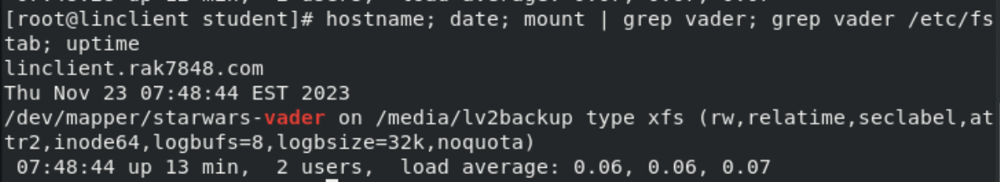 [root@linclient student]# hostname; date; mount | grep vader; grep vader /etc/fs
tab; uptime
linclient.rak7848.com
Thu Nov 23 07:48:44 EST 2023
/dev/mapper/starwars-vader on /media/lv2backup type xfs (rw,relatime,seclabel,at
tr2,inode64,logbufs=8,logbsize=32k,noquota)
 07:48:44 up 13 min,  2 users,  load average: 0.06, 0.06, 0.07